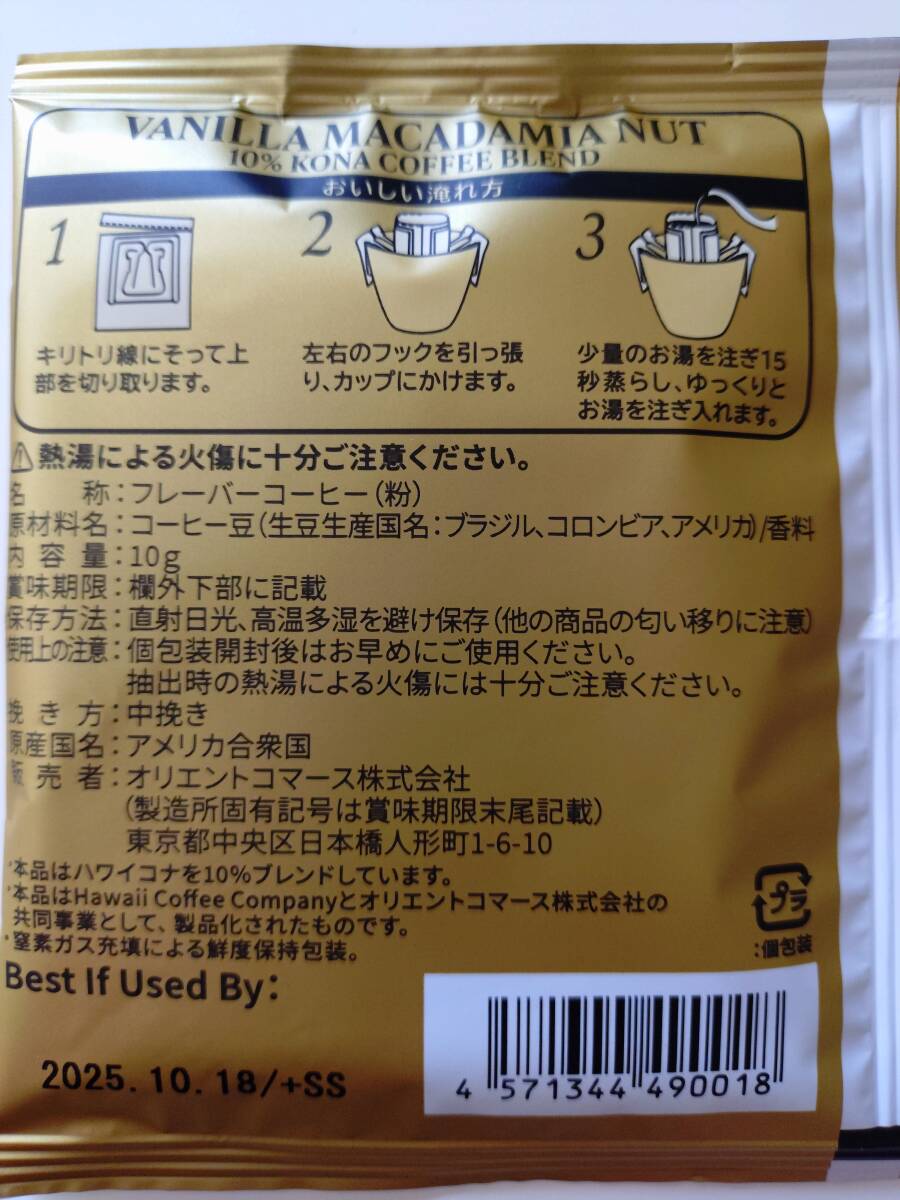 VANILLA MACADAMIA NUT
10% KONA COFFEE BLEND
おいしい淹れ方
1
2
3
キリトリ線にそって上
部を切り取ります。
左右のフックを引っ張
り、カップにかけます。
少量のお湯を注ぎ15
秒蒸らし、ゆっくりと
お湯を注ぎ入れます。
⚠熱湯による火傷に十分ご注意ください。
名称：フレーバーコーヒー（粉）
原材料名：コーヒー豆（生豆生産国名：ブラジル、コロンビア、アメリカ）/香料
内容量：10g
賞味期限：欄外下部に記載
保存方法：直射日光、高温多湿を避け保存（他の商品の匂い移りに注意）
使用上の注意：個包装開封後はお早めにご使用ください。
抽出時の熱湯による火傷には十分ご注意ください。
挽き方：中挽き
原産国名：アメリカ合衆国
販売者：オリエントコマース株式会社
（製造所固有記号は賞味期限末尾記載）
東京都中央区日本橋人形町1-6-10
*本品はハワイコナを10%ブレンドしています。
*本品はHawaii Coffee Companyとオリエントコマース株式会社の
共同事業として、製品化されたものです。
*窒素ガス充填による鮮度保持包装。
プラ
：個包装
Best If Used By:
2025.10.18/+SS
4 571344 490018